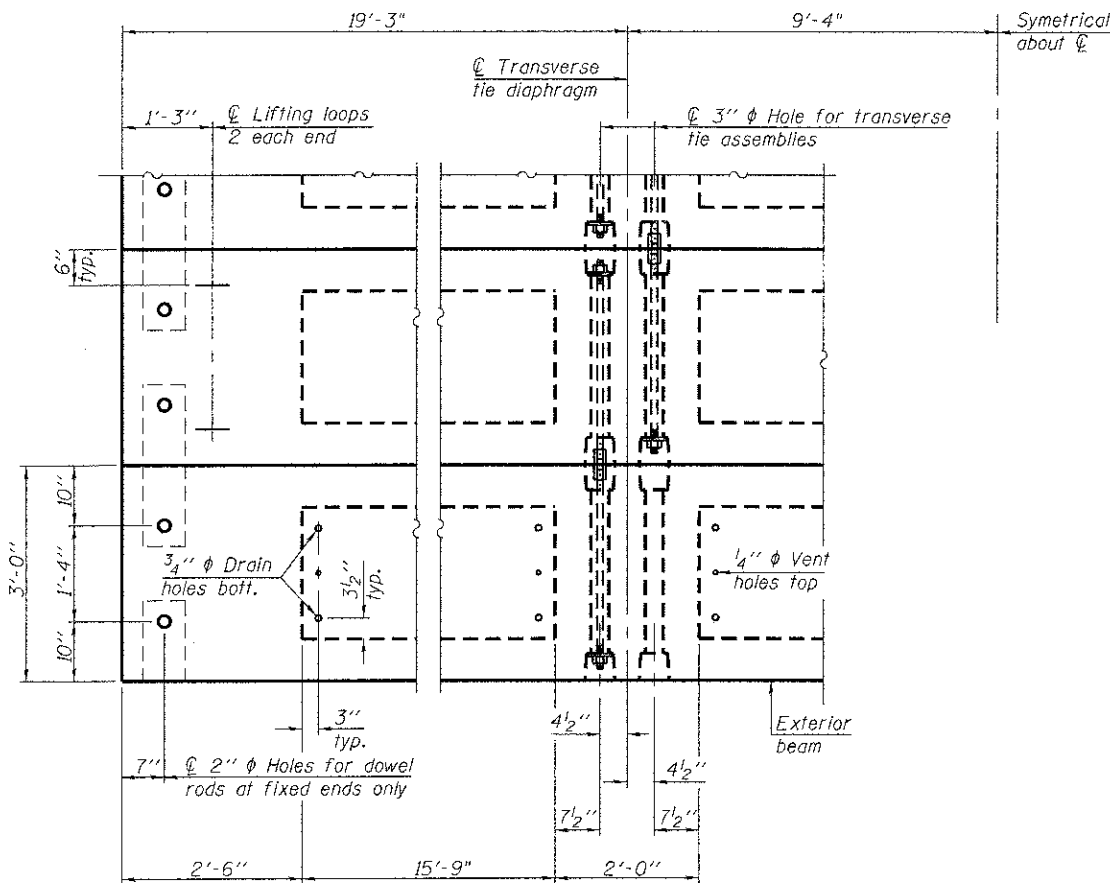 19'-3"
9'-4"
Symetrical
about ℄
℄ Transverse
tie diaphragm
1'-3"
℄ Lifting loops
2 each end
℄ 3" φ Hole for transverse
tie assemblies
6"
typ.
10"
1'-4"
10"
3'-0"
3/4" φ Drain
holes bott.
3 1/2"
typ.
1/4" φ Vent
holes top
3"
typ.
4 1/2"
Exterior
beam
7"
℄ 2" φ Holes for dowel
rods at fixed ends only
4 1/2"
7 1/2"
7 1/2"
2'-6"
15'-9"
2'-0"